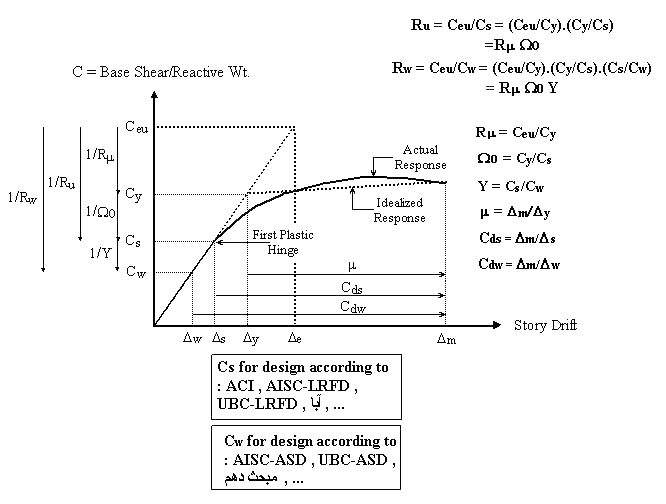 Ru = Ceu/Cs = (Ceu/Cy).(Cy/Cs)
=Rμ Ω0
Rw = Ceu/Cw = (Ceu/Cy).(Cy/Cs).(Cs/Cw)
= Rμ Ω0 Y
C = Base Shear/Reactive Wt.
Ceu
Cy
Cs
Cw
1/Rw
1/Ru
1/Rμ
1/Ω0
1/Y
Actual
Response
Idealized
Response
First Plastic
Hinge
μ
Cds
Cdw
Rμ = Ceu/Cy
Ω0 = Cy/Cs
Y = Cs/Cw
μ = Δm/Δy
Cds = Δm/Δs
Cdw = Δm/Δw
Story Drift
Δw Δs Δy Δe Δm
Cs for design according to
: ACI , AISC-LRFD ,
UBC-LRFD , آبا , ...
Cw for design according to
: AISC-ASD , UBC-ASD ,
مبحث دهم , ...